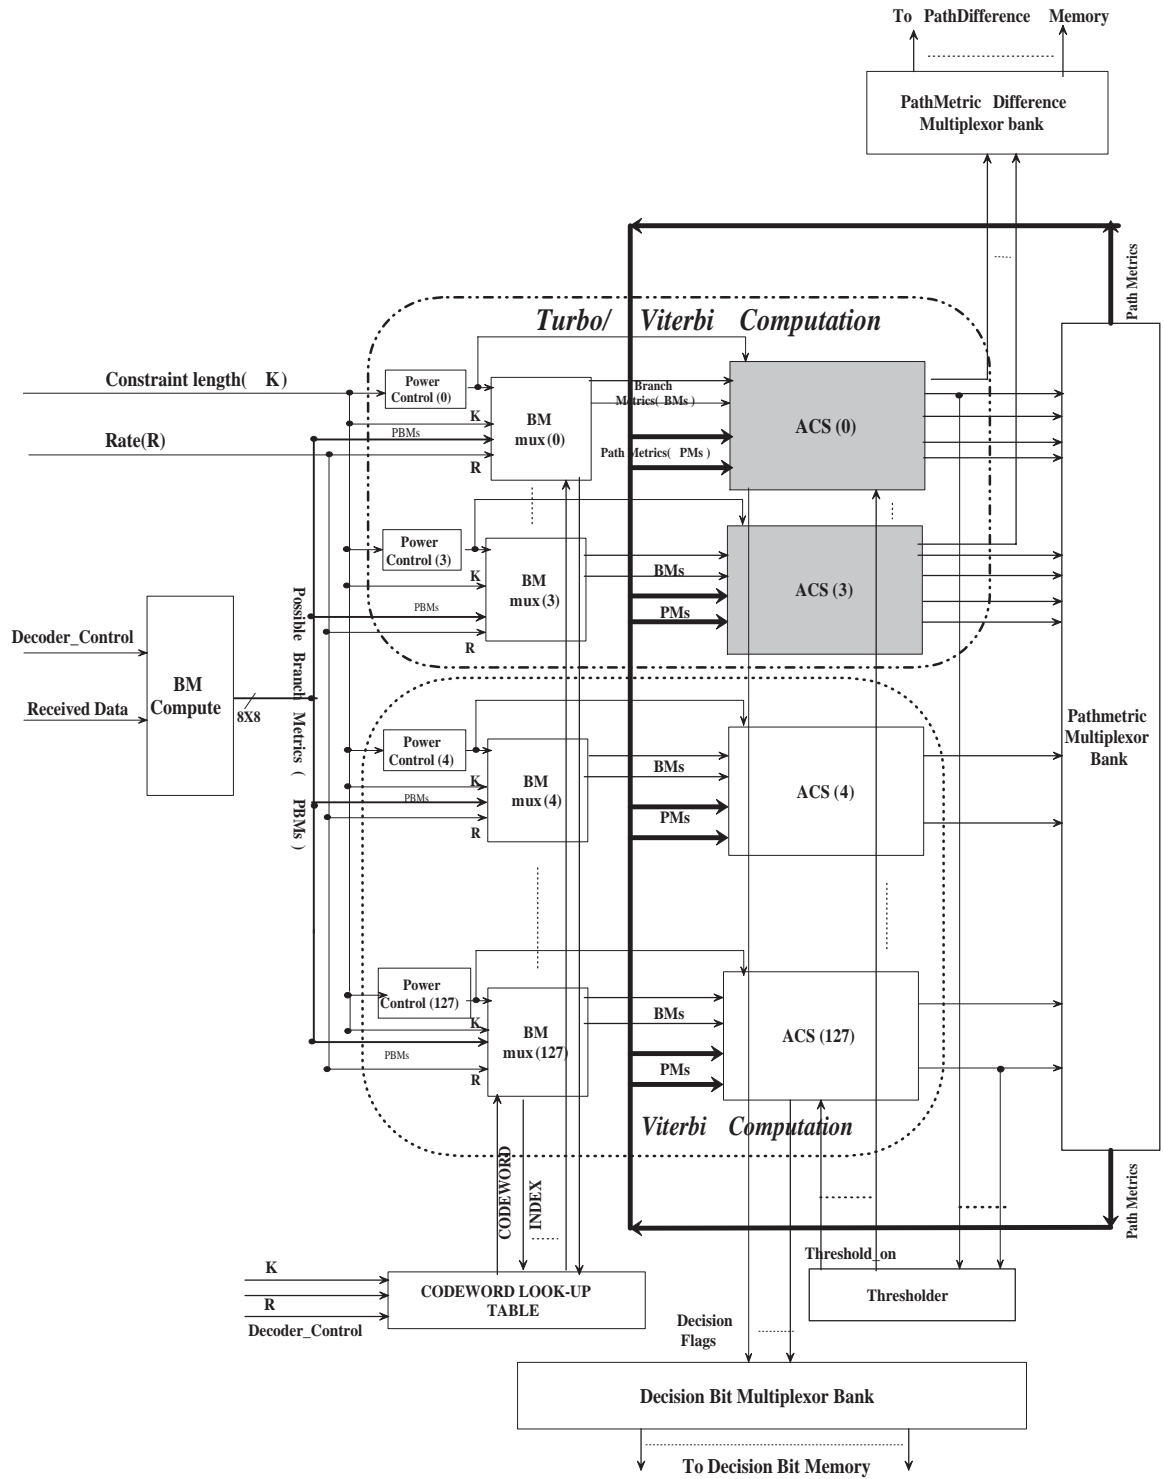 To PathDifference Memory
PathMetric Difference
Multiplexor bank
Path Metrics
Turbo/ Viterbi Computation
Constraint length( K)
Rate(R)
Power
Control (0)
K
PBMs
R
BM
mux (0)
Branch
Metrics( BMs )
Path Metrics( PMs )
ACS (0)
Power
Control (3)
K
PBMs
R
BM
mux (3)
BMs
PMs
ACS (3)
Decoder_Control
Received Data
BM
Compute
8X8
Possible Branch Metrics ( PBMs )
Power
Control (4)
K
PBMs
R
BM
mux (4)
BMs
PMs
ACS (4)
Pathmetric
Multiplexor
Bank
Power
Control (127)
K
PBMs
R
BM
mux (127)
BMs
PMs
ACS (127)
Viterbi Computation
CODEWORD
INDEX
Path Metrics
K
R
Decoder_Control
CODEWORD LOOK-UP
TABLE
Threshold_on
Thresholder
Decision
Flags
Decision Bit Multiplexor Bank
To Decision Bit Memory